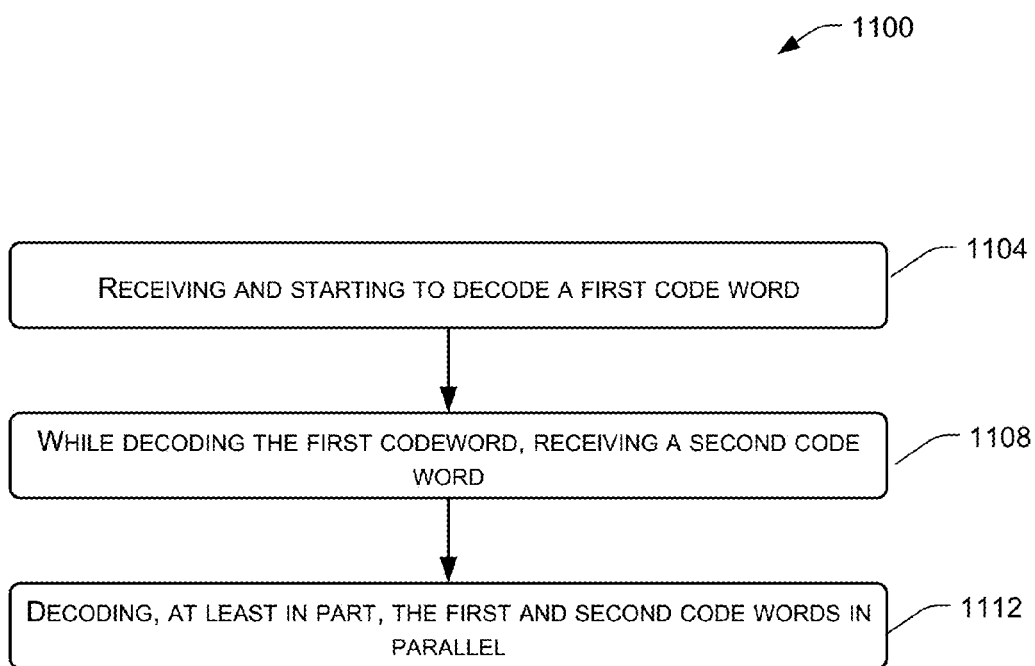 1100
RECEIVING AND STARTING TO DECODE A FIRST CODE WORD
1104
WHILE DECODING THE FIRST CODEWORD, RECEIVING A SECOND CODE
WORD
1108
DECODING, AT LEAST IN PART, THE FIRST AND SECOND CODE WORDS IN
PARALLEL
1112